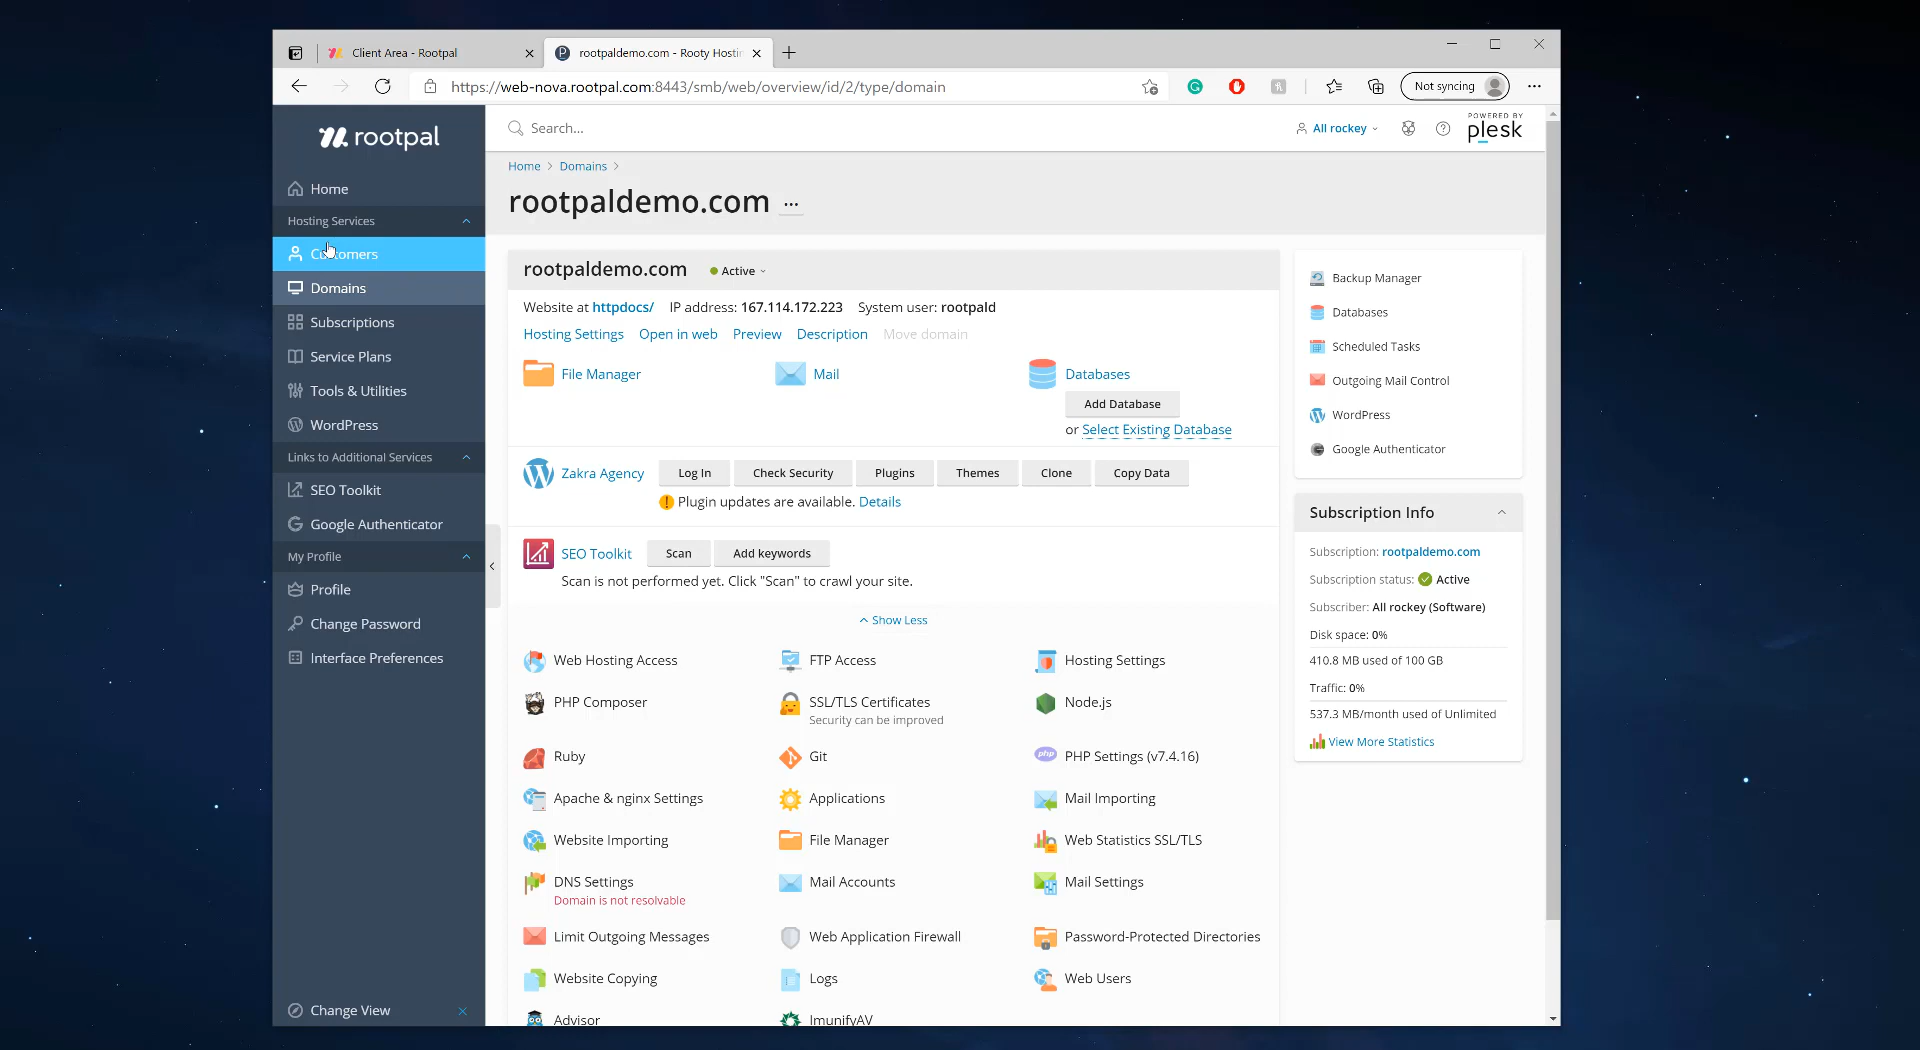 Client Area - Rootpal
rootpaldemo.com - Rooty Hostin
https://web-nova.rootpal.com:8443/smb/web/overview/id/2/type/domain
Not syncing
rootpal
Search...
All rockey
POWERED BY
plesk
Home
Hosting Services
Customers
Domains
Subscriptions
Service Plans
Tools & Utilities
WordPress
Links to Additional Services
SEO Toolkit
Google Authenticator
My Profile
Profile
Change Password
Interface Preferences
Change View
Home > Domains >
rootpaldemo.com ...
rootpaldemo.com Active
Website at httpdocs/ IP address: 167.114.172.223 System user: rootpald
Hosting Settings Open in web Preview Description Move domain
File Manager Mail Databases
Add Database
or Select Existing Database
Zakra Agency Log In Check Security Plugins Themes Clone Copy Data
Plugin updates are available. Details
SEO Toolkit Scan Add keywords
Scan is not performed yet. Click "Scan" to crawl your site.
Show Less
Web Hosting Access FTP Access Hosting Settings
PHP Composer SSL/TLS Certificates Node.js
Security can be improved
Ruby Git PHP Settings (v7.4.16)
php
Apache & nginx Settings Applications Mail Importing
Website Importing File Manager Web Statistics SSL/TLS
DNS Settings Mail Accounts Mail Settings
Domain is not resolvable
Limit Outgoing Messages Web Application Firewall Password-Protected Directories
Website Copying Logs Web Users
Advisor ImunifyAV
Backup Manager
Databases
Scheduled Tasks
Outgoing Mail Control
WordPress
Google Authenticator
Subscription Info
Subscription: rootpaldemo.com
Subscription status: Active
Subscriber: All rockey (Software)
Disk space: 0%
410.8 MB used of 100 GB
Traffic: 0%
537.3 MB/month used of Unlimited
View More Statistics